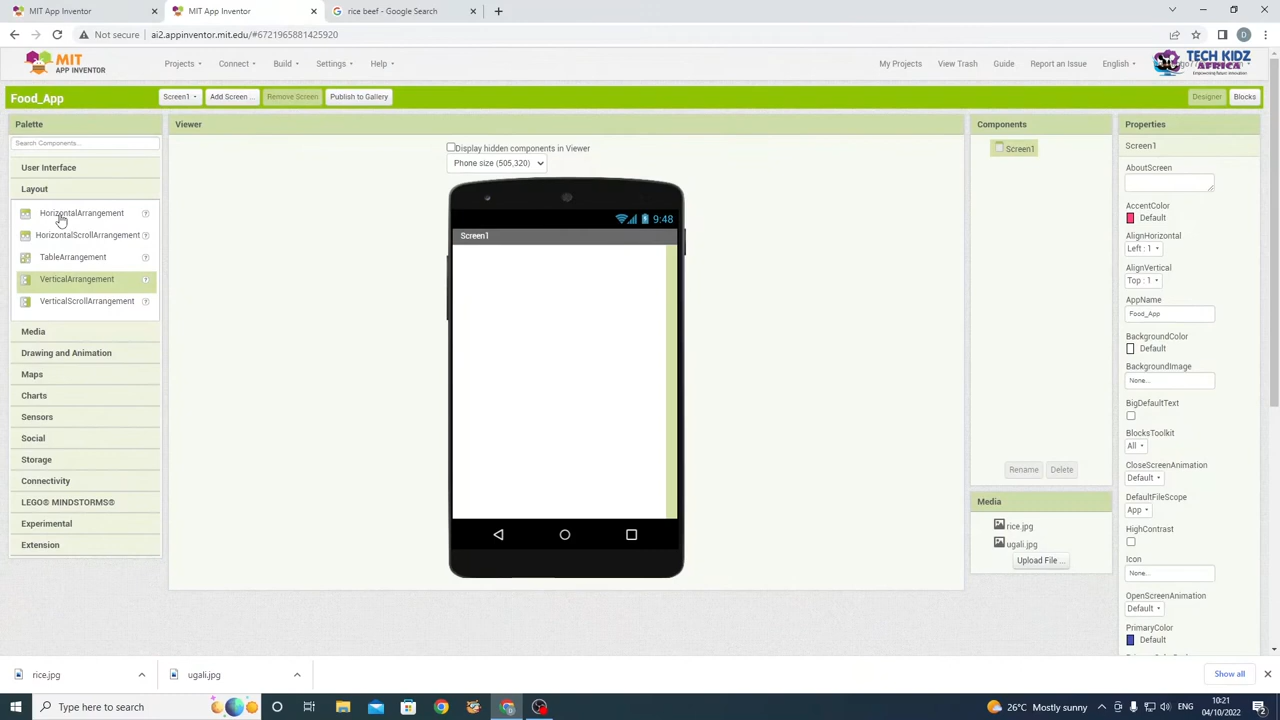 MIT App Inventor
MIT App Inventor
rice beef - Google Search
Not secure
ai2.appinventor.mit.edu/#6721965881425920
D
MIT
APP INVENTOR
Projects
Connect
Build
Settings
Help
My Projects
View Trash
Guide
Report an Issue
English
TECH KIDZ
AFRICA
Empowering Future Innovation
Food_App
Screen1
Add Screen ...
Remove Screen
Publish to Gallery
Designer
Blocks
Palette
Search Components...
User Interface
Layout
HorizontalArrangement
?
HorizontalScrollArrangement
?
TableArrangement
?
VerticalArrangement
?
VerticalScrollArrangement
?
Media
Drawing and Animation
Maps
Charts
Sensors
Social
Storage
Connectivity
LEGO® MINDSTORMS®
Experimental
Extension
Viewer
Display hidden components in Viewer
Phone size (505,320)
9:48
Screen1
Components
Screen1
Rename
Delete
Media
rice.jpg
ugali.jpg
Upload File ...
Properties
Screen1
AboutScreen
AccentColor
Default
AlignHorizontal
Left : 1
AlignVertical
Top : 1
AppName
Food_App
BackgroundColor
Default
BackgroundImage
None...
BigDefaultText
BlocksToolkit
All
CloseScreenAnimation
Default
DefaultFileScope
App
HighContrast
Icon
None...
OpenScreenAnimation
Default
PrimaryColor
Default
rice.jpg
ugali.jpg
Show all
Type here to search
26°C Mostly sunny
10:21
04/10/2022